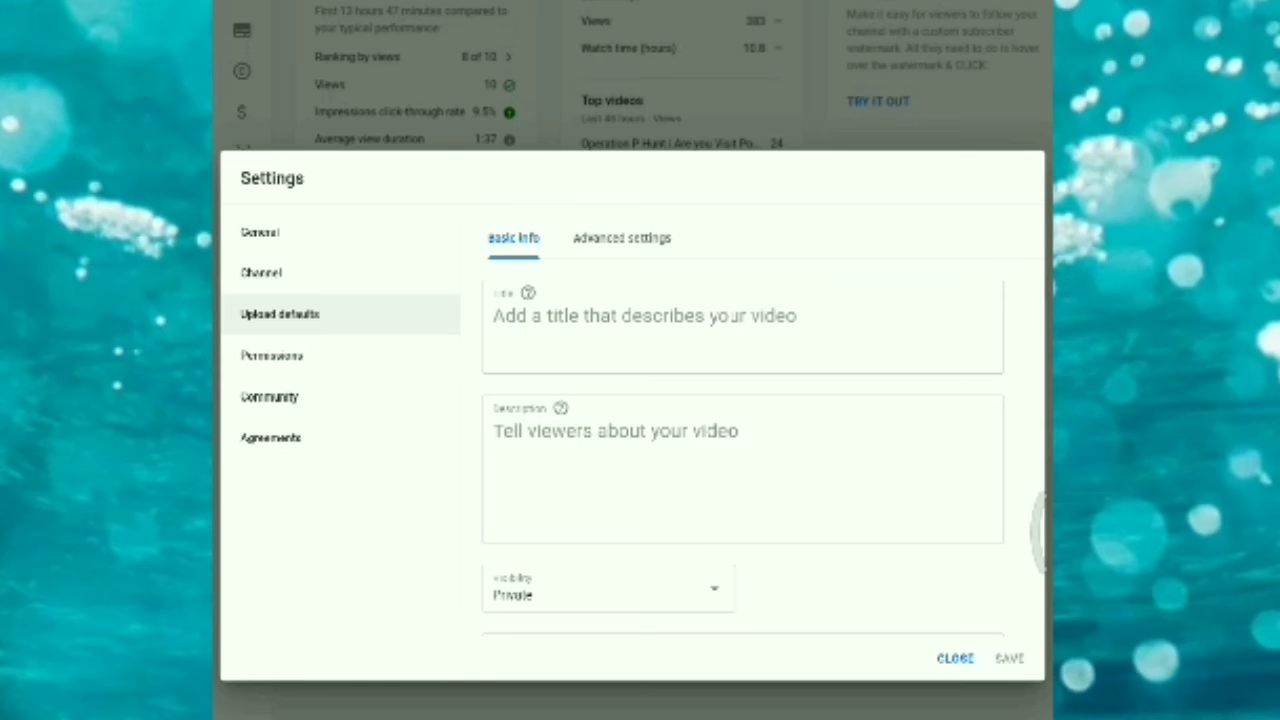 First 13 hours 47 minutes compared to
your typical performance:
Ranking by views 8 of 10
Views 10
Impressions click-through rate 9.5%
Average view duration 1:37
Views 383
Watch time (hours) 10.8
Top videos
Last 48 hours · Views
Operation P Hunt | Are you Visit Po... 24
Make it easy for viewers to follow your
channel with a custom subscriber
watermark. All they need to do is hover
over the watermark & CLICK.
TRY IT OUT
Settings
General
Channel
Upload defaults
Permissions
Community
Agreements
Basic info
Advanced settings
Title
Add a title that describes your video
Description
Tell viewers about your video
Visibility
Private
CLOSE
SAVE